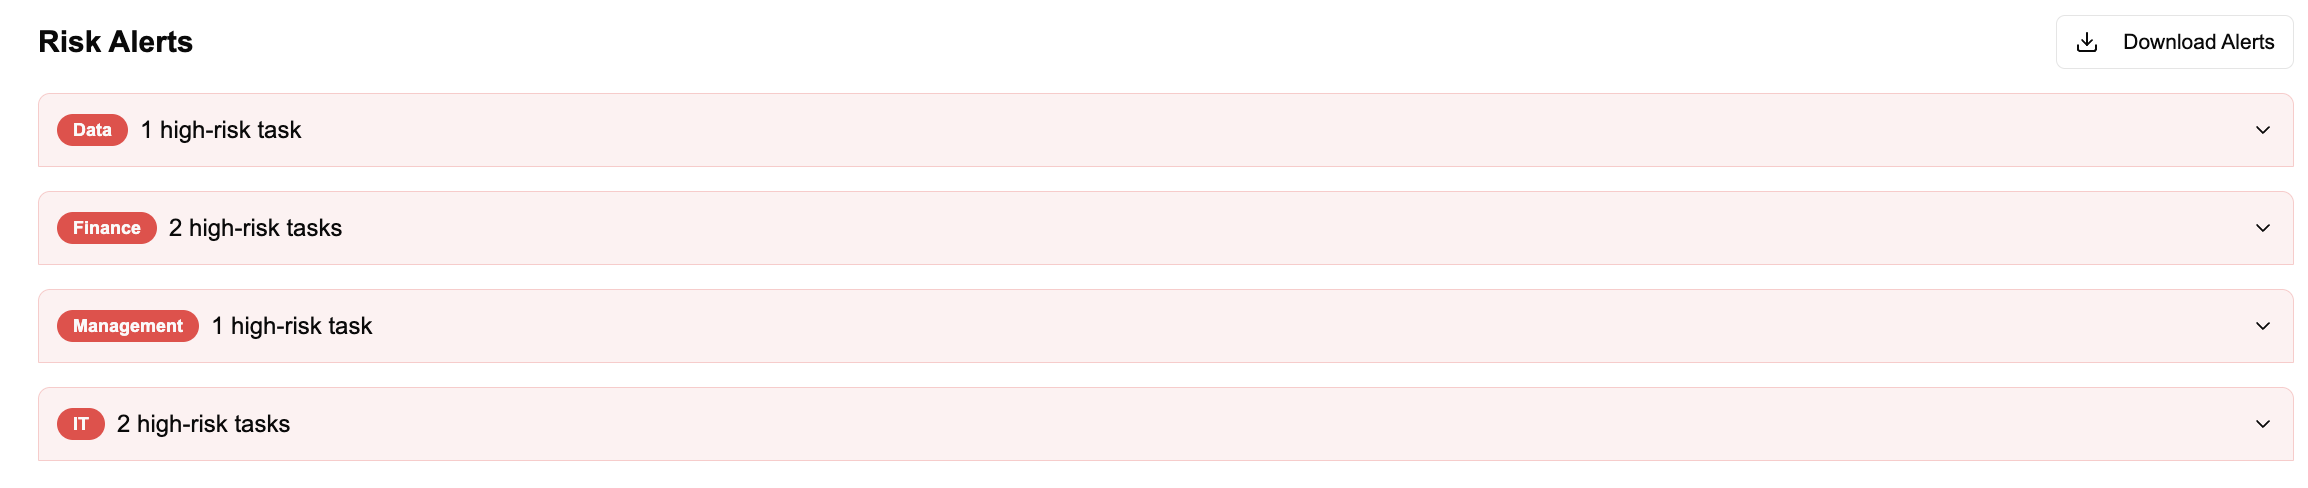 Risk Alerts
Download Alerts
Data 1 high-risk task
Finance 2 high-risk tasks
Management 1 high-risk task
IT 2 high-risk tasks